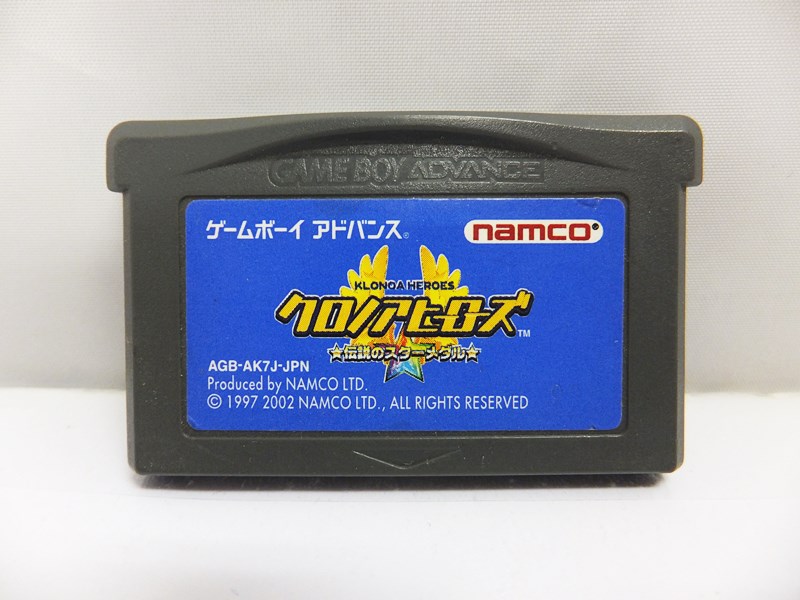 GAME BOY ADVANCE
ゲームボーイ アドバンス®
namco®
KLONOA HEROES
クロノアヒーローズ™
★伝説のスターメダル★
AGB-AK7J-JPN
Produced by NAMCO LTD.
© 1997 2002 NAMCO LTD., ALL RIGHTS RESERVED